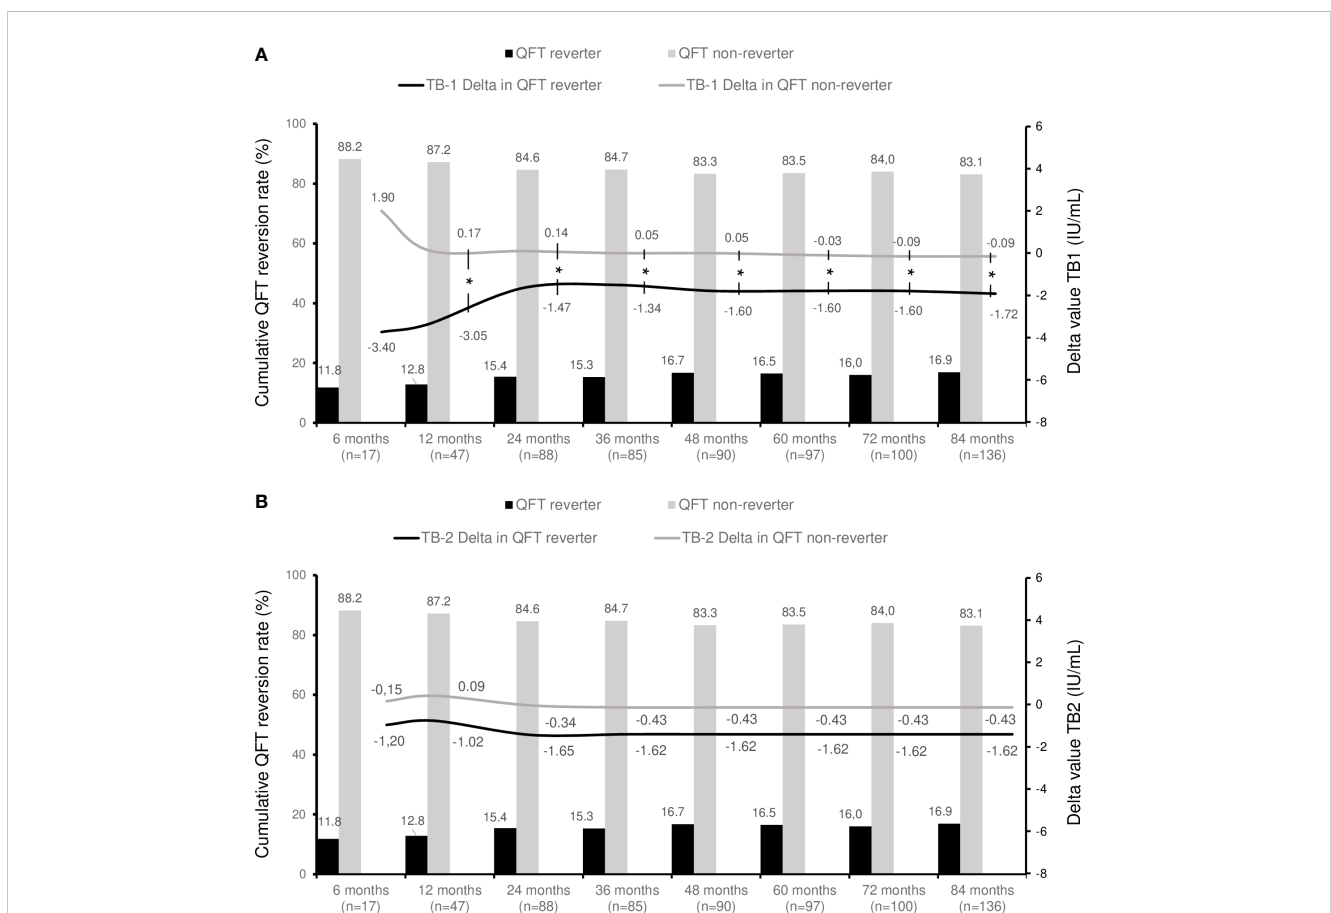 A
QFT reverter QFT non-reverter
TB-1 Delta in QFT reverter TB-1 Delta in QFT non-reverter
Cumulative QFT reversion rate (%)
Delta value TB1 (IU/mL)
100
80
60
40
20
0
6
4
2
0
-2
-4
-6
-8
88.2 87.2 84.6 84.7 83.3 83.5 84,0 83.1
1.90 0.17 0.14 0.05 0.05 -0.03 -0.09 -0.09
* * * * * * *
-3.40 -3.05 -1.47 -1.34 -1.60 -1.60 -1.60 -1.72
11.8 12.8 15.4 15.3 16.7 16.5 16,0 16.9
6 months 12 months 24 months 36 months 48 months 60 months 72 months 84 months
(n=17) (n=47) (n=88) (n=85) (n=90) (n=97) (n=100) (n=136)
B
QFT reverter QFT non-reverter
TB-2 Delta in QFT reverter TB-2 Delta in QFT non-reverter
Cumulative QFT reversion rate (%)
Delta value TB2 (IU/mL)
100
80
60
40
20
0
6
4
2
0
-2
-4
-6
-8
88.2 87.2 84.6 84.7 83.3 83.5 84,0 83.1
-0,15 0.09 -0.34 -0.43 -0.43 -0.43 -0.43 -0.43
-1,20 -1.02 -1.65 -1.62 -1.62 -1.62 -1.62 -1.62
11.8 12.8 15.4 15.3 16.7 16.5 16,0 16.9
6 months 12 months 24 months 36 months 48 months 60 months 72 months 84 months
(n=17) (n=47) (n=88) (n=85) (n=90) (n=97) (n=100) (n=136)